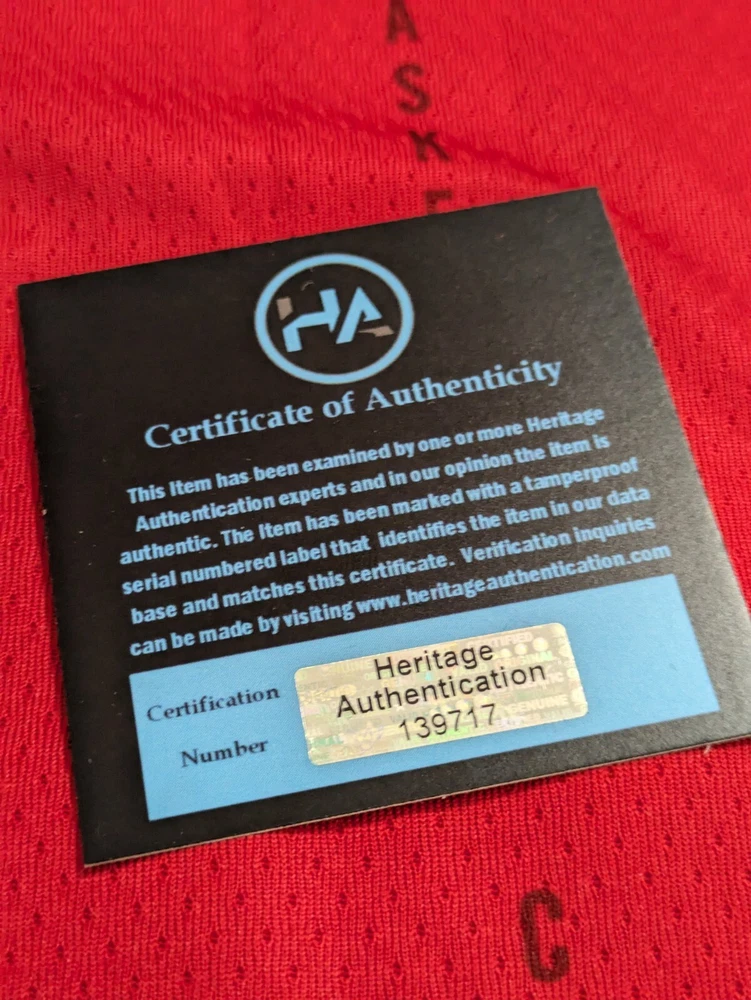 A
S
K
E
HA
Certificate of Authenticity
This Item has been examined by one or more Heritage
Authentication experts and in our opinion the item is
authentic. The Item has been marked with a tamperproof
serial numbered label that identifies the item in our data
base and matches this certificate. Verification inquiries
can be made by visiting www.heritageauthentication.com
Certification
Number
Heritage
Authentication
139717
GENUINE
C